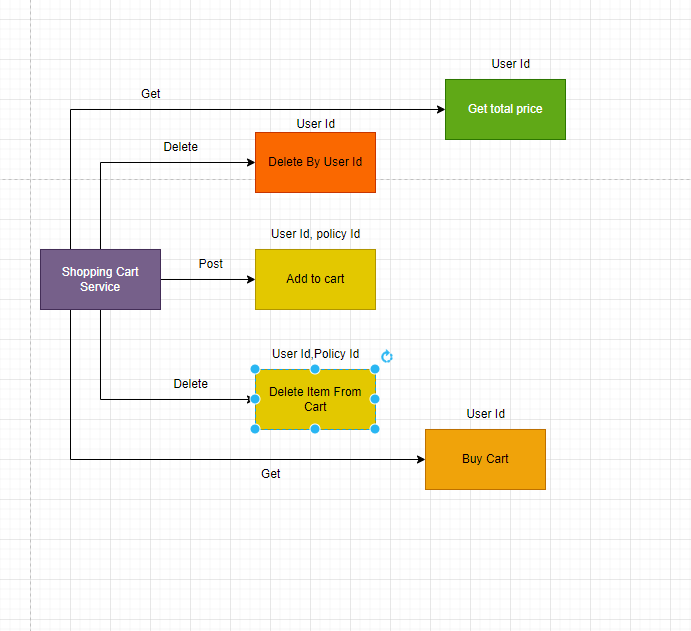 User Id
Get
Get total price
User Id
Delete
Delete By User Id
User Id, policy Id
Post
Shopping Cart
Service
Add to cart
User Id,Policy Id
Delete
Delete Item From
Cart
User Id
Buy Cart
Get